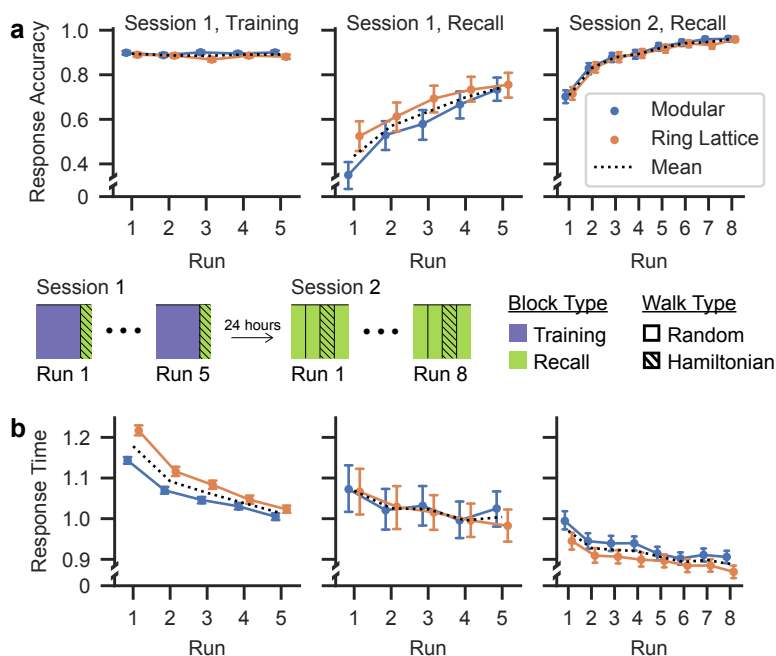 a
Session 1, Training
Session 1, Recall
Session 2, Recall
Response Accuracy
1.0
0.8
0.6
0.4
0
Modular
Ring Lattice
Mean
1 2 3 4 5
1 2 3 4 5
1 2 3 4 5 6 7 8
Run
Run
Run
Session 1
Session 2
24 hours
Run 1
Run 5
Run 1
Run 8
Block Type
Walk Type
Training
Random
Recall
Hamiltonian
b
Response Time
1.2
1.1
1.0
0.9
0
1 2 3 4 5
1 2 3 4 5
1 2 3 4 5 6 7 8
Run
Run
Run